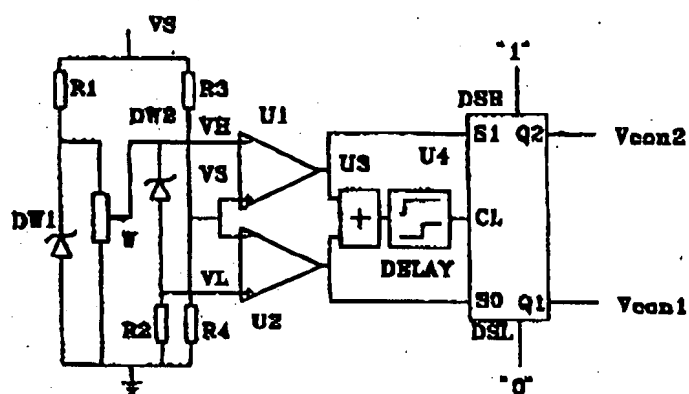 VS
"1"
R1
R3
DW2
VH
U1
DSR
S1
Q2
Vcon2
U3
U4
VS
DW1
W
+
CL
DELAY
VL
R2
R4
U2
S0
Q1
Vcon1
DSL
"0"